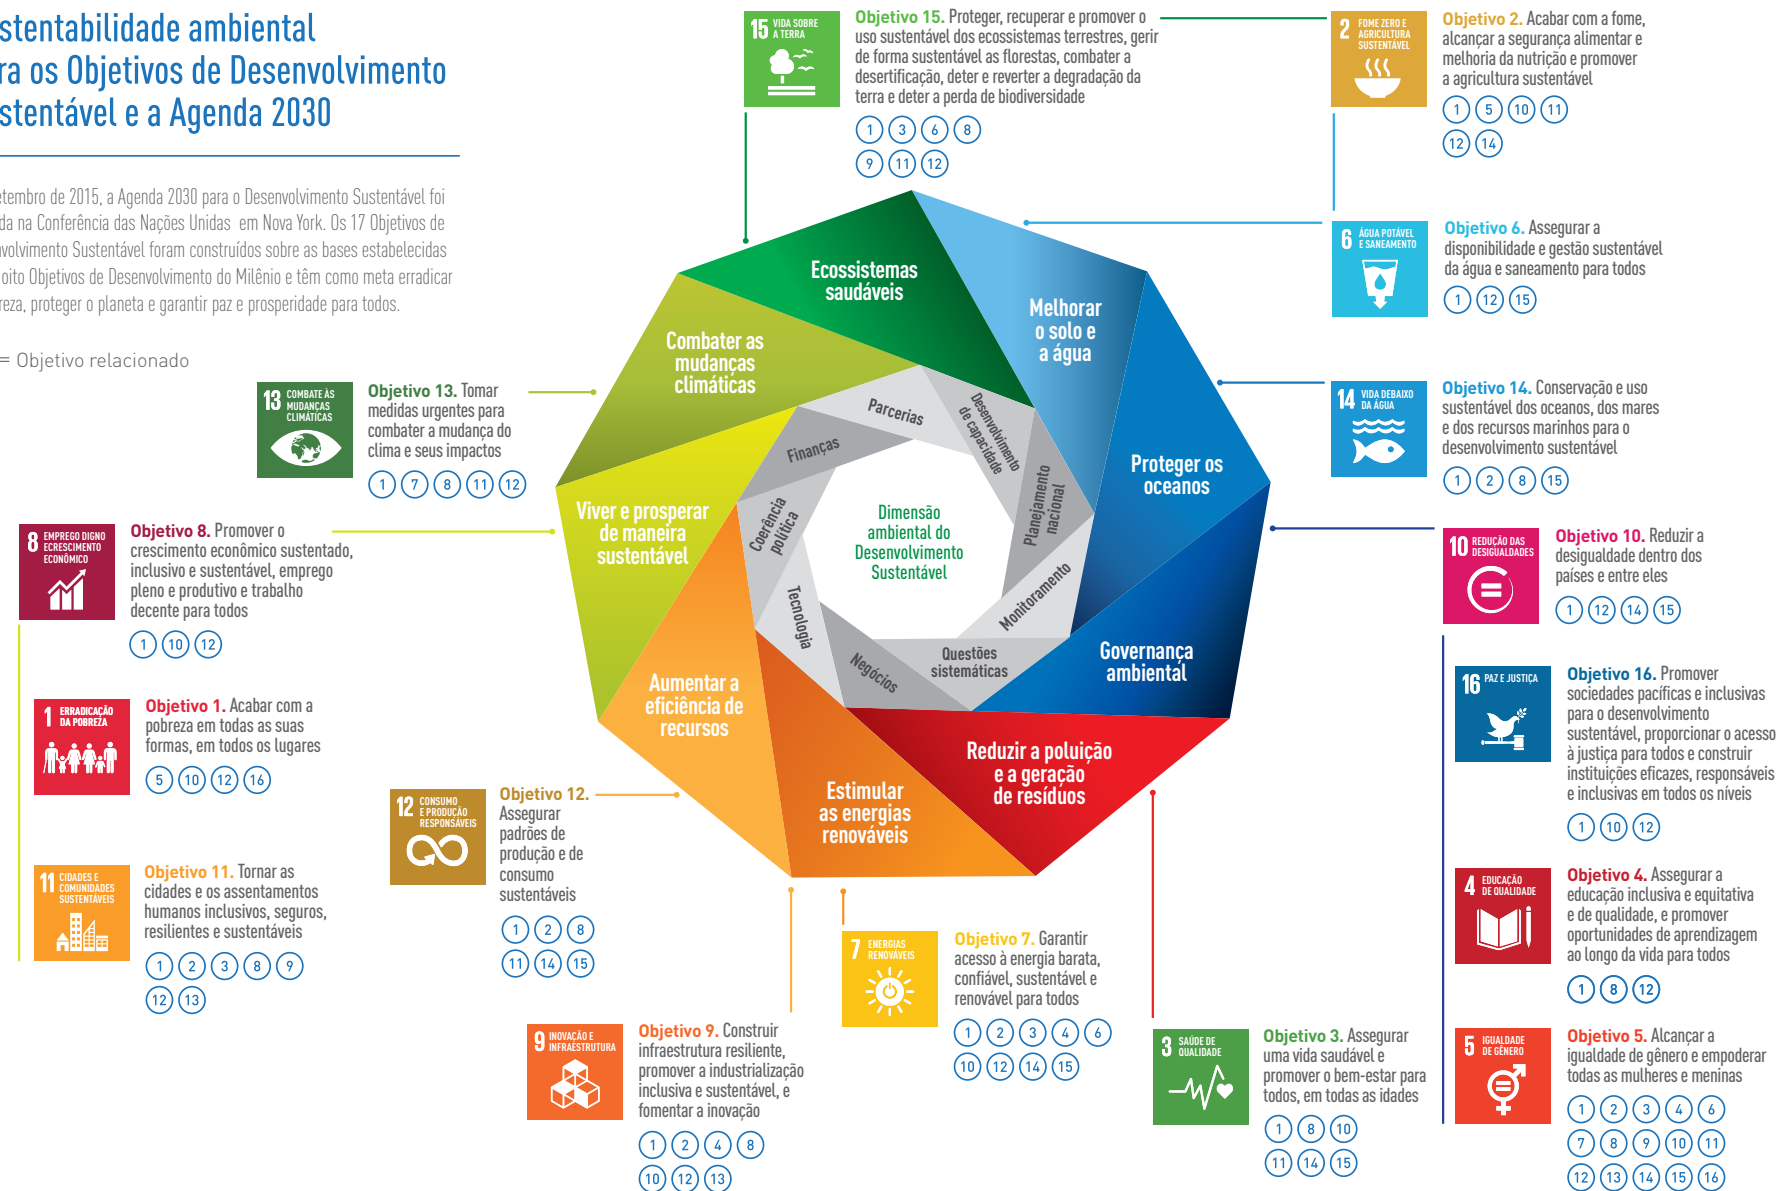 stentabilidade ambiental
ra os Objetivos de Desenvolvimento
stentável e a Agenda 2030
etembro de 2015, a Agenda 2030 para o Desenvolvimento Sustentável foi
da na Conferência das Nações Unidas em Nova York. Os 17 Objetivos de
nvolvimento Sustentável foram construídos sobre as bases estabelecidas
oito Objetivos de Desenvolvimento do Milênio e têm como meta erradicar
reza, proteger o planeta e garantir paz e prosperidade para todos.
= Objetivo relacionado
15 VIDA SOBRE
A TERRA
Objetivo 15. Proteger, recuperar e promover o
uso sustentável dos ecossistemas terrestres, gerir
de forma sustentável as florestas, combater a
desertificação, deter e reverter a degradação da
terra e deter a perda de biodiversidade
1 3 6 8
9 11 12
2 FOME ZERO E
AGRICULTURA
SUSTENTÁVEL
Objetivo 2. Acabar com a fome,
alcançar a segurança alimentar e
melhoria da nutrição e promover
a agricultura sustentável
1 5 10 11
12 14
6 ÁGUA POTÁVEL
E SANEAMENTO
Objetivo 6. Assegurar a
disponibilidade e gestão sustentável
da água e saneamento para todos
1 12 15
14 VIDA DEBAIXO
DA ÁGUA
Objetivo 14. Conservação e uso
sustentável dos oceanos, dos mares
e dos recursos marinhos para o
desenvolvimento sustentável
1 2 8 15
10 REDUÇÃO DAS
DESIGUALDADES
Objetivo 10. Reduzir a
desigualdade dentro dos
países e entre eles
1 12 14 15
16 PAZ E JUSTIÇA
Objetivo 16. Promover
sociedades pacíficas e inclusivas
para o desenvolvimento
sustentável, proporcionar o acesso
à justiça para todos e construir
instituições eficazes, responsáveis
e inclusivas em todos os níveis
1 10 12
4 EDUCAÇÃO
DE QUALIDADE
Objetivo 4. Assegurar a
educação inclusiva e equitativa
e de qualidade, e promover
oportunidades de aprendizagem
ao longo da vida para todos
1 8 12
5 IGUALDADE
DE GÊNERO
Objetivo 5. Alcançar a
igualdade de gênero e empoderar
todas as mulheres e meninas
1 2 3 4 6
7 8 9 10 11
12 13 14 15 16
3 SAÚDE DE
QUALIDADE
Objetivo 3. Assegurar
uma vida saudável e
promover o bem-estar para
todos, em todas as idades
1 8 10
11 14 15
7 ENERGIAS
RENOVÁVEIS
Objetivo 7. Garantir
acesso à energia barata,
confiável, sustentável e
renovável para todos
1 2 3 4 6
10 12 14 15
9 INOVAÇÃO E
INFRAESTRUTURA
Objetivo 9. Construir
infraestrutura resiliente,
promover a industrialização
inclusiva e sustentável, e
fomentar a inovação
1 2 4 8
10 12 13
12 CONSUMO
E PRODUÇÃO
RESPONSÁVEIS
Objetivo 12.
Assegurar
padrões de
produção e de
consumo
sustentáveis
1 2 8
11 14 15
13 COMBATE ÀS
MUDANÇAS
CLIMÁTICAS
Objetivo 13. Tomar
medidas urgentes para
combater a mudança do
clima e seus impactos
1 7 8 11 12
8 EMPREGO DIGNO
ECRESCIMENTO
ECONÔMICO
Objetivo 8. Promover o
crescimento econômico sustentado,
inclusivo e sustentável, emprego
pleno e produtivo e trabalho
decente para todos
1 10 12
1 ERRADICAÇÃO
DA POBREZA
Objetivo 1. Acabar com a
pobreza em todas as suas
formas, em todos os lugares
5 10 12 16
11 CIDADES E
COMUNIDADES
SUSTENTÁVEIS
Objetivo 11. Tornar as
cidades e os assentamentos
humanos inclusivos, seguros,
resilientes e sustentáveis
1 2 3 8 9
12 13
Ecossistemas
saudáveis
Melhorar
o solo e
a água
Proteger os
oceanos
Governança
ambiental
Reduzir a poluição
e a geração
de resíduos
Estimular
as energias
renováveis
Aumentar a
eficiência de
recursos
Viver e prosperar
de maneira
sustentável
Combater as
mudanças
climáticas
Parcerias
Desenvolvimento
de capacidade
Planejamento
nacional
Monitoramento
Questões
sistemáticas
Negócios
Tecnologia
Coerência
política
Finanças
Dimensão
ambiental do
Desenvolvimento
Sustentável